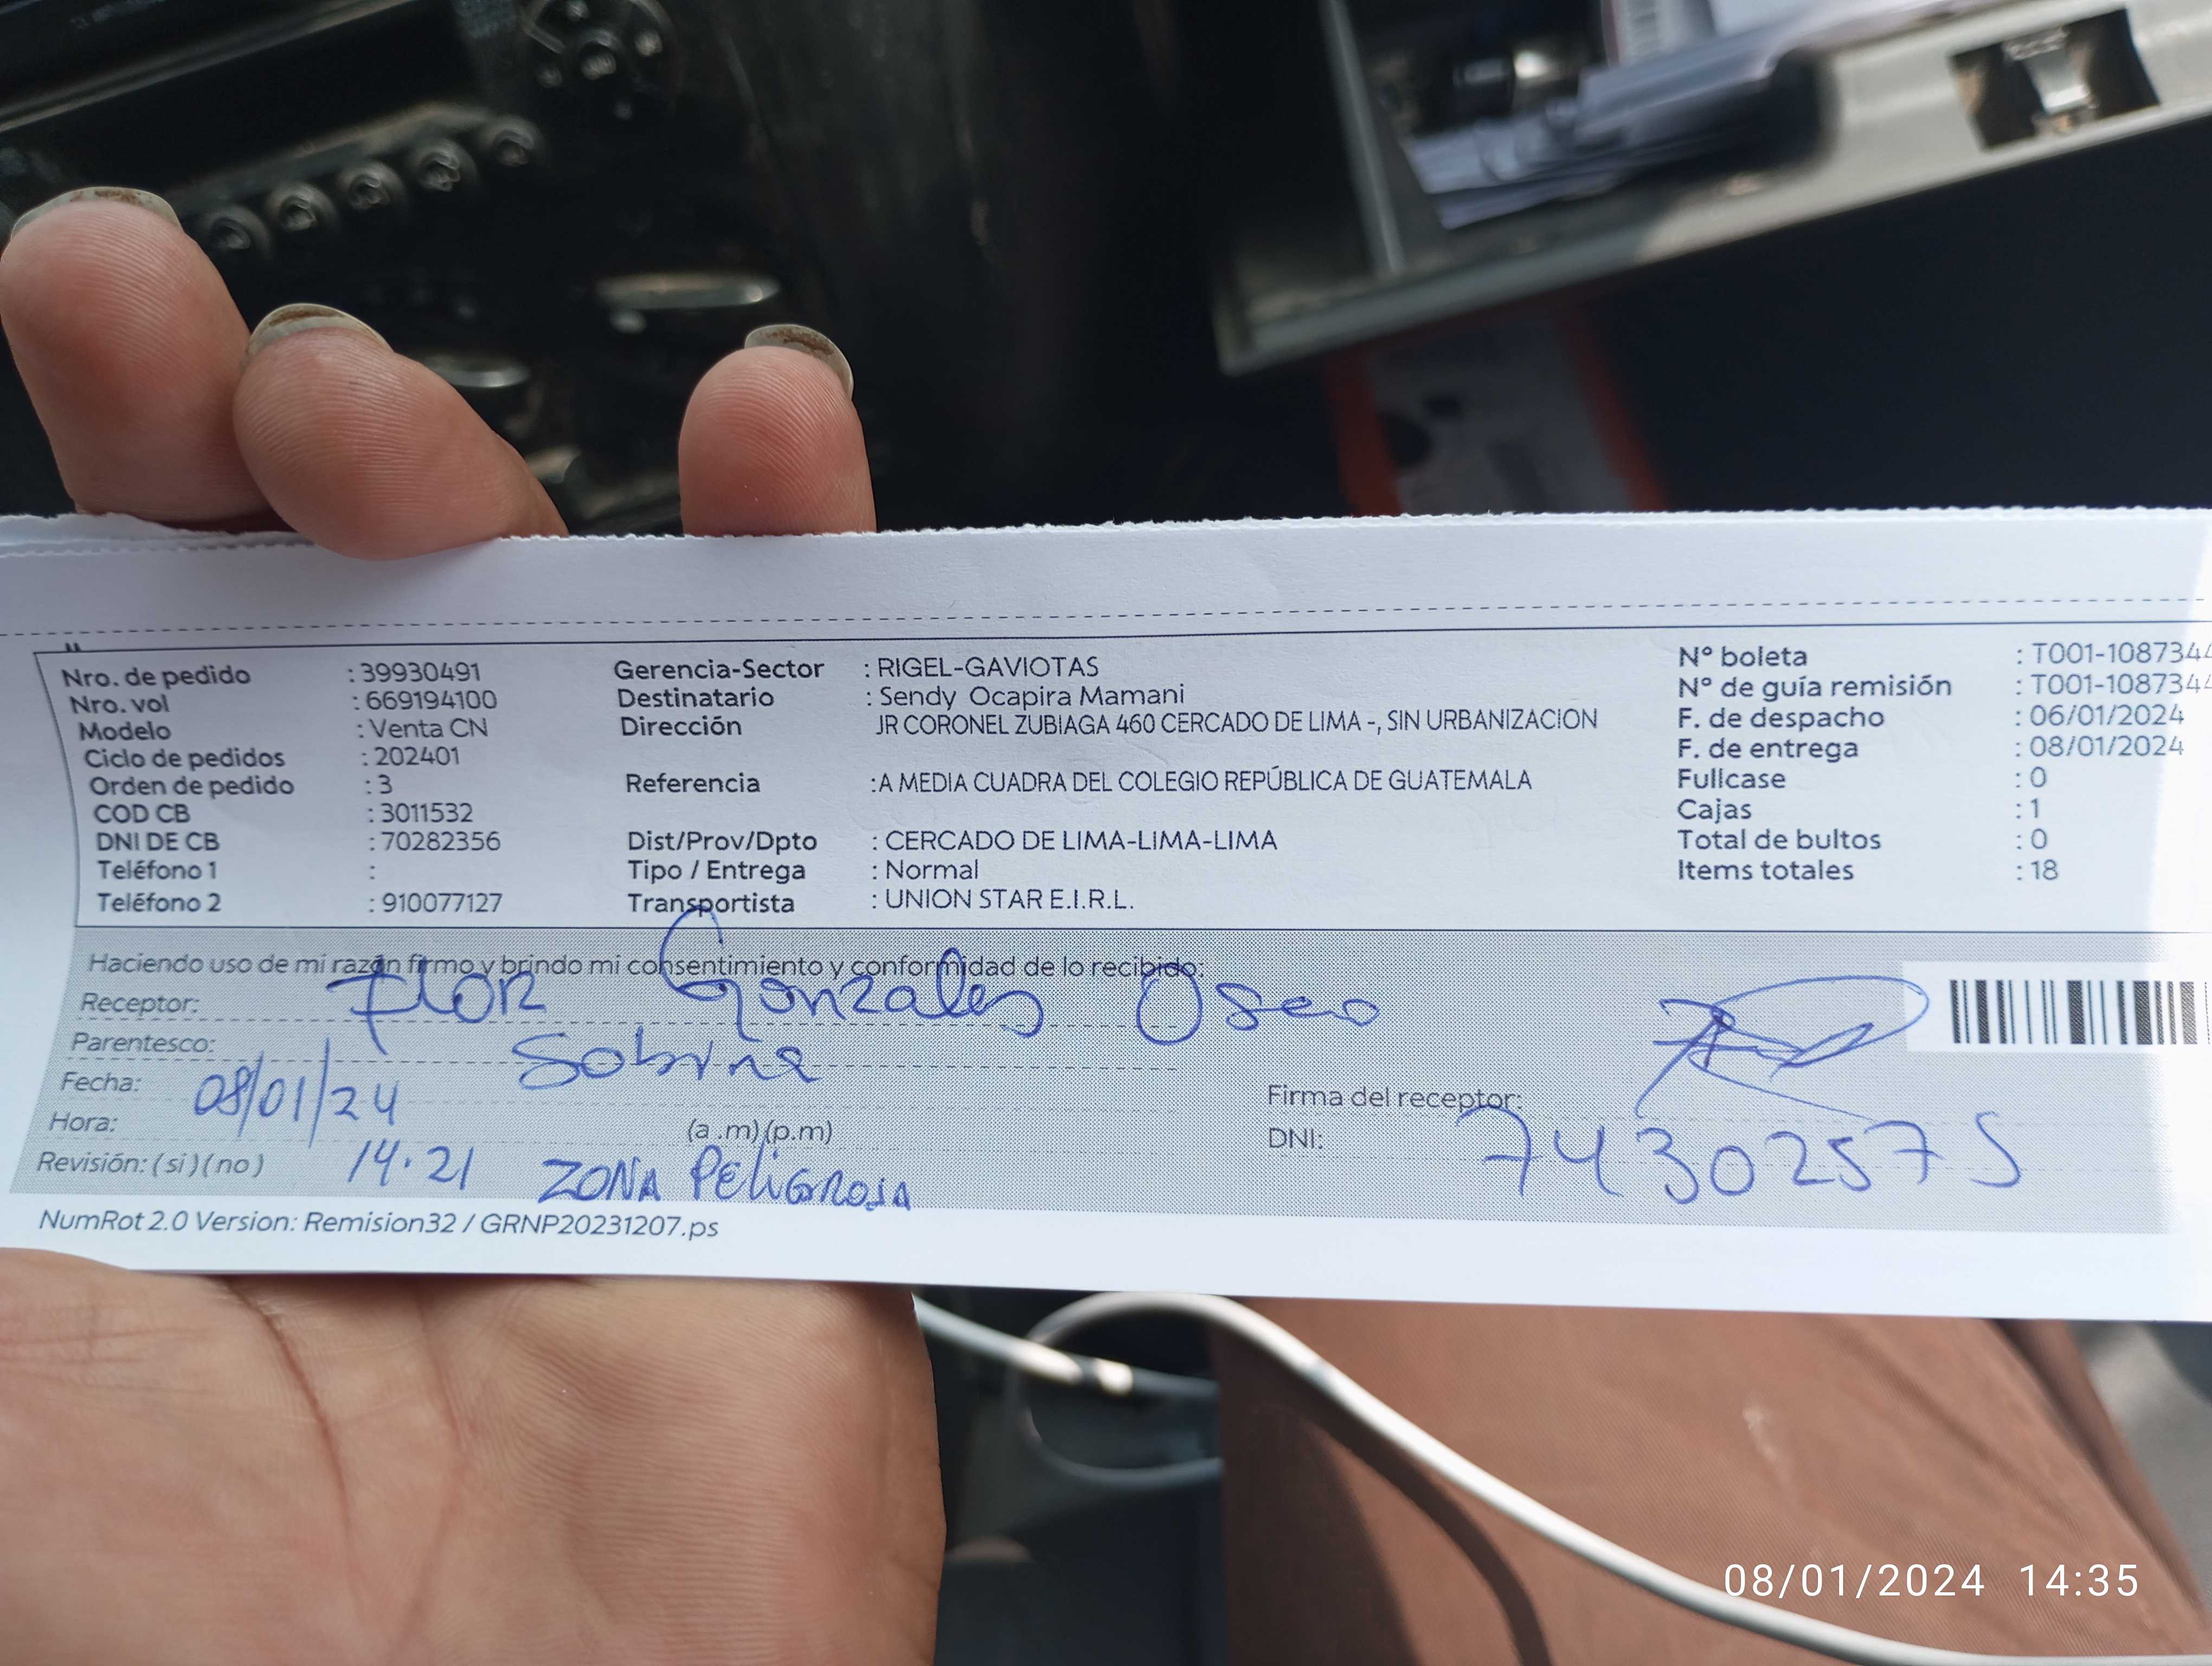 Nro. de pedido : 39930491
Nro. vol : 669194100
Modelo : Venta CN
Ciclo de pedidos : 202401
Orden de pedido : 3
COD CB : 3011532
DNI DE CB : 70282356
Teléfono 1 :
Teléfono 2 : 910077127
Gerencia-Sector : RIGEL-GAVIOTAS
Destinatario : Sendy Ocapira Mamani
Dirección JR CORONEL ZUBIAGA 460 CERCADO DE LIMA -, SIN URBANIZACION
Referencia :A MEDIA CUADRA DEL COLEGIO REPÚBLICA DE GUATEMALA
Dist/Prov/Dpto : CERCADO DE LIMA-LIMA-LIMA
Tipo / Entrega : Normal
Transportista : UNION STAR E.I.R.L.
Nº boleta : T001-1087344
Nº de guía remisión : T001-1087344
F. de despacho : 06/01/2024
F. de entrega : 08/01/2024
Fullcase : 0
Cajas : 1
Total de bultos : 0
Items totales : 18
Haciendo uso de mi razón firmo y brindo mi consentimiento y conformidad de lo recibido:
Receptor: Flor Gonzales Oseo
Parentesco: Sobrina
Fecha: 08/01/24
Hora: 14.21 (a .m) (p.m)
Revisión: (si) (no) ZONA PELIGROSA
Firma del receptor:
DNI: 74302575
NumRot 2.0 Version: Remision32 / GRNP20231207.ps
08/01/2024 14:35